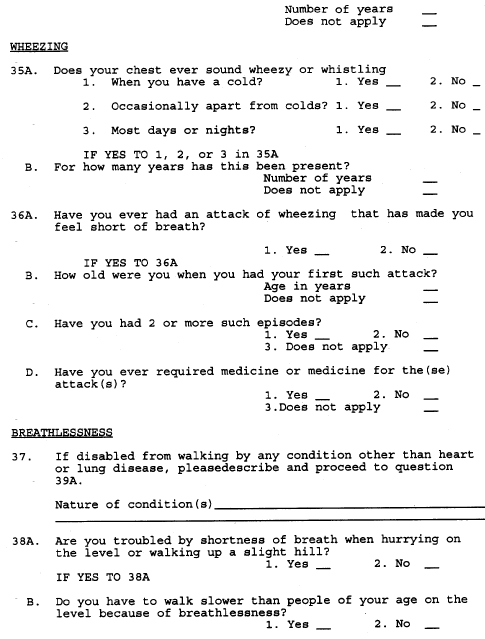 Number of years __
Does not apply __
WHEEZING
35A. Does your chest ever sound wheezy or whistling
1. When you have a cold? 1. Yes __ 2. No _
2. Occasionally apart from colds? 1. Yes __ 2. No _
3. Most days or nights? 1. Yes __ 2. No _
IF YES TO 1, 2, or 3 in 35A
B. For how many years has this been present?
Number of years __
Does not apply __
36A. Have you ever had an attack of wheezing that has made you
feel short of breath?
1. Yes __ 2. No __
IF YES TO 36A
B. How old were you when you had your first such attack?
Age in years __
Does not apply __
C. Have you had 2 or more such episodes?
1. Yes __ 2. No __
3. Does not apply __
D. Have you ever required medicine or medicine for the(se)
attack(s)?
1. Yes __ 2. No __
3.Does not apply __
BREATHLESSNESS
37. If disabled from walking by any condition other than heart
or lung disease, pleasedescribe and proceed to question
39A.
Nature of condition(s)______________________________
38A. Are you troubled by shortness of breath when hurrying on
the level or walking up a slight hill?
1. Yes __ 2. No __
IF YES TO 38A
B. Do you have to walk slower than people of your age on the
level because of breathlessness?
1. Yes __ 2. No __